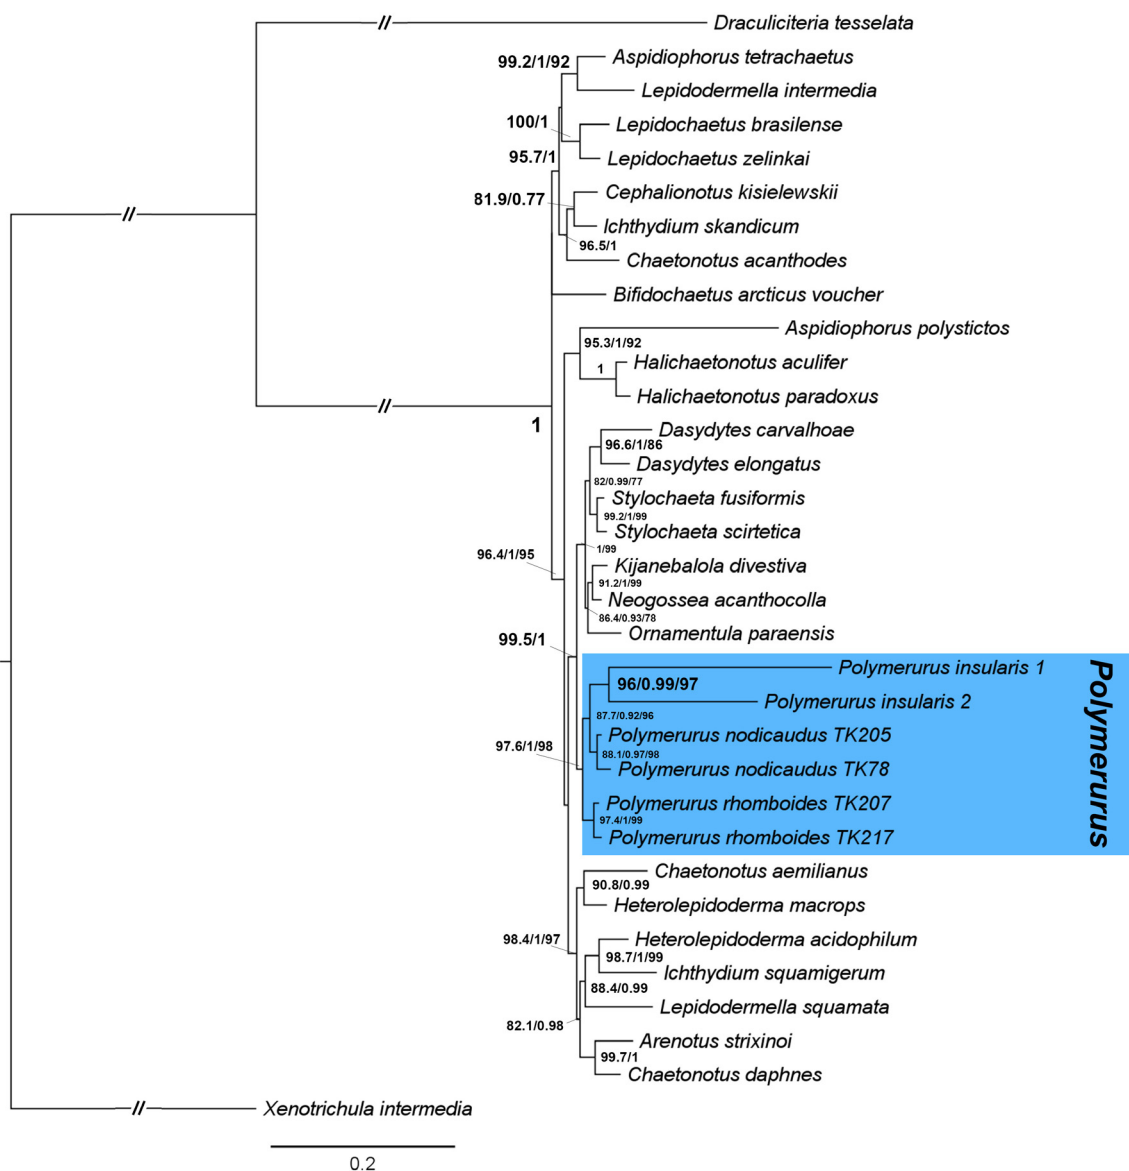 Draculiciteria tesselata
Aspidiophorus tetrachaetus
99.2/1/92
Lepidodermella intermedia
100/1
Lepidochaetus brasilense
95.7/1
Lepidochaetus zelinkai
Cephalionotus kisielewskii
81.9/0.77
Ichthydium skandicum
96.5/1
Chaetonotus acanthodes
Bifidochaetus arcticus voucher
Aspidiophorus polystictos
95.3/1/92
Halichaetonotus aculifer
1
Halichaetonotus paradoxus
1
Dasydytes carvalhoae
96.6/1/86
Dasydytes elongatus
82/0.99/77
Stylochaeta fusiformis
99.2/1/99
Stylochaeta scirtetica
1/99
96.4/1/95
Kijanebalola divestiva
91.2/1/99
Neogossea acanthocolla
86.4/0.93/78
Ornamentula paraensis
99.5/1
Polymerurus insularis 1
96/0.99/97
Polymerurus insularis 2
87.7/0.92/96
Polymerurus nodicaudus TK205
97.6/1/98
88.1/0.97/98
Polymerurus nodicaudus TK78
Polymerurus rhomboides TK207
97.4/1/99
Polymerurus rhomboides TK217
Polymerurus
Chaetonotus aemilianus
90.8/0.99
Heterolepidoderma macrops
98.4/1/97
Heterolepidoderma acidophilum
98.7/1/99
Ichthydium squamigerum
88.4/0.99
Lepidodermella squamata
82.1/0.98
Arenotus strixinoi
99.7/1
Chaetonotus daphnes
Xenotrichula intermedia
0.2